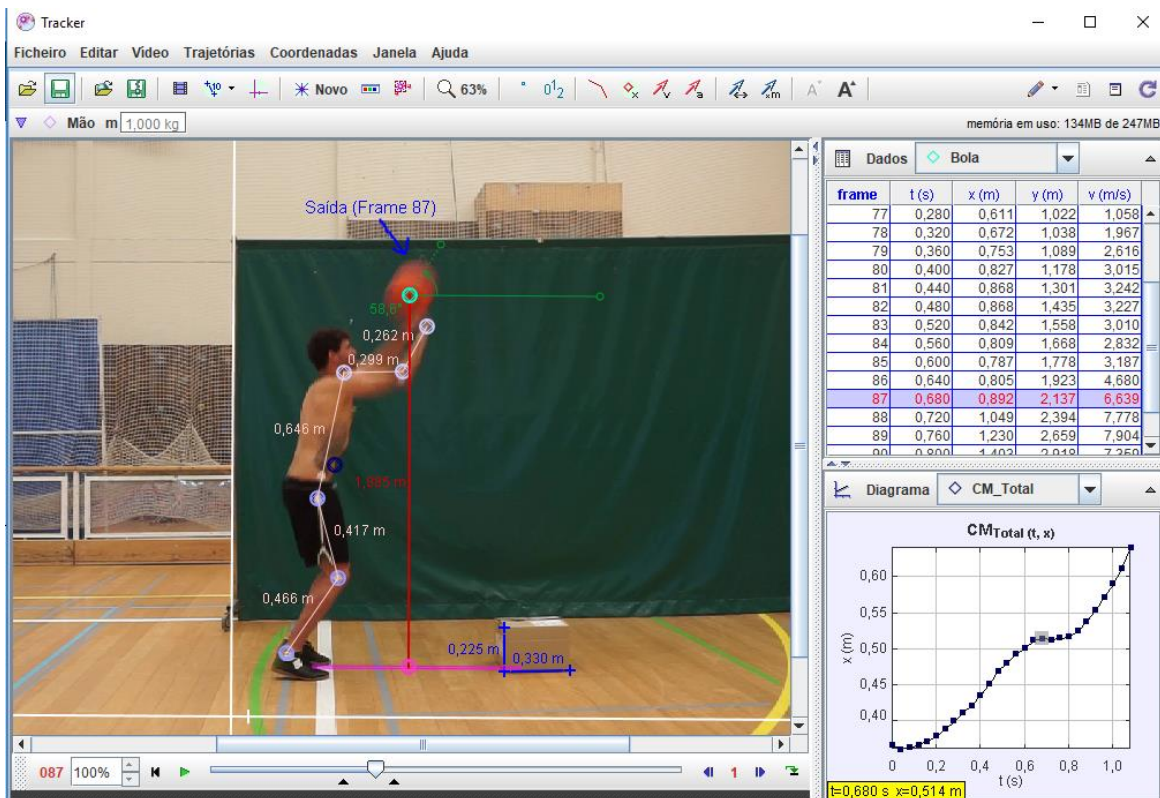 Tracker
Ficheiro Editar Video Trajetórias Coordenadas Janela Ajuda
Novo 63%
Mão m 1,000 kg memória em uso: 134MB de 247MB
Saída (Frame 87)
58,6°
0,262 m
0,299 m
0,646 m
0,417 m
0,466 m
0,225 m
0,330 m
Dados Bola
frame t (s) x (m) y (m) v (m/s)
77 0,280 0,611 1,022 1,058
78 0,320 0,672 1,038 1,967
79 0,360 0,753 1,089 2,616
80 0,400 0,827 1,178 3,015
81 0,440 0,868 1,301 3,242
82 0,480 0,868 1,435 3,227
83 0,520 0,842 1,558 3,010
84 0,560 0,809 1,668 2,832
85 0,600 0,787 1,778 3,187
86 0,640 0,805 1,923 4,680
87 0,680 0,892 2,137 6,639
88 0,720 1,049 2,394 7,778
89 0,760 1,230 2,659 7,904
Diagrama CM_Total
CMTotal (t, x)
0,60
0,55
0,50
0,45
0,40
x (m)
0 0,2 0,4 0,6 0,8 1,0
t (s)
t=0,680 s x=0,514 m
087 100% 1